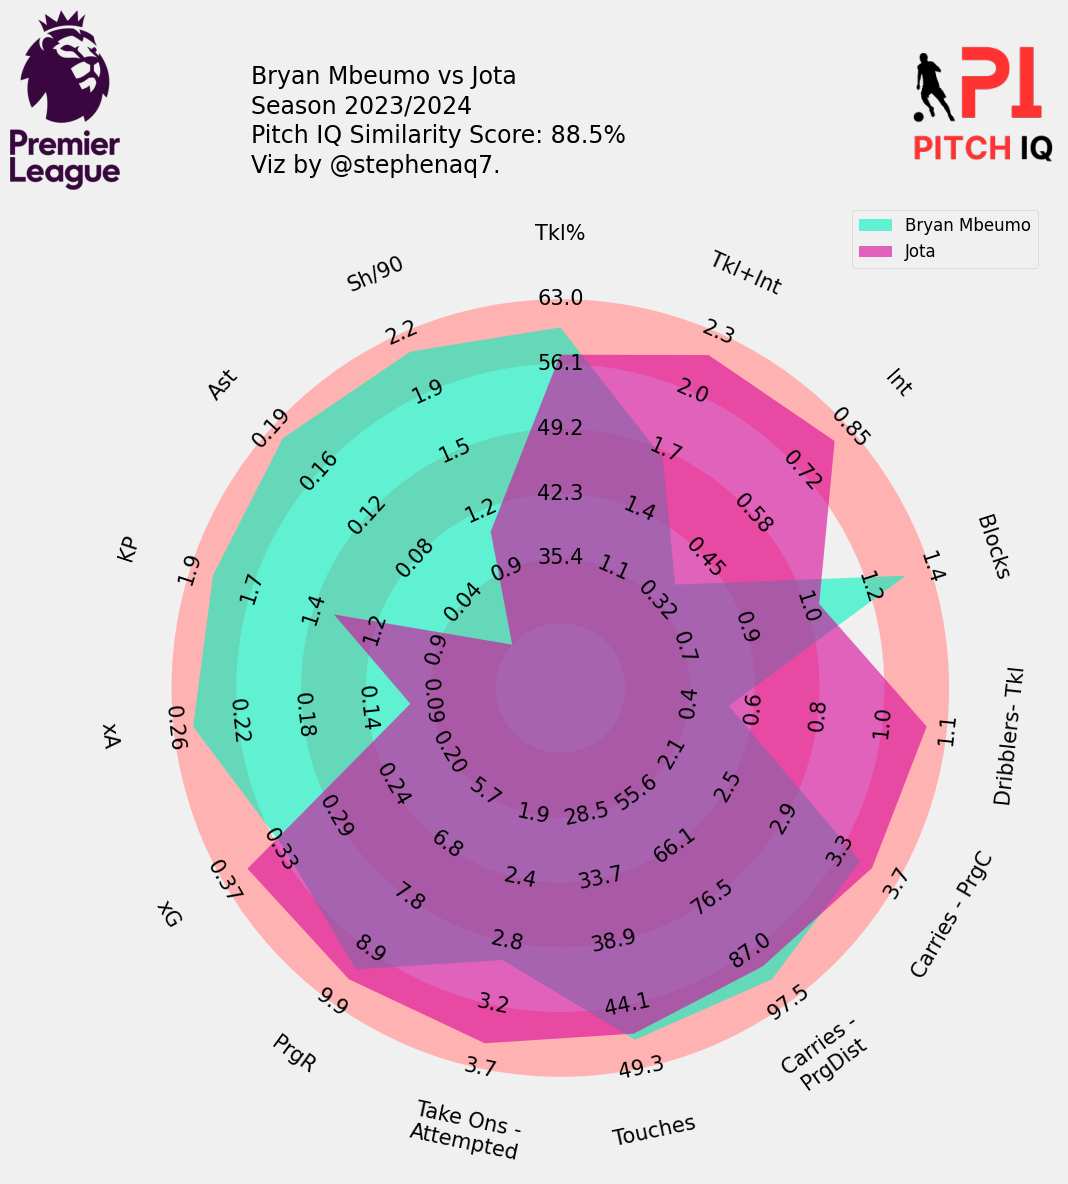 Premier
League
Bryan Mbeumo vs Jota
Season 2023/2024
Pitch IQ Similarity Score: 88.5%
Viz by @stephenaq7.
PI
PITCH IQ
Bryan Mbeumo
Jota
Tkl%
63.0
56.1
49.2
42.3
35.4
Tkl+Int
2.3
2.0
1.7
1.4
1.1
Int
0.85
0.72
0.58
0.45
0.32
Blocks
1.4
1.2
1.0
0.9
0.7
Dribblers- Tkl
1.1
1.0
0.8
0.6
0.4
Carries - PrgC
3.7
3.3
2.9
2.5
2.1
Carries -
PrgDist
97.5
87.0
76.5
66.1
55.6
Touches
49.3
44.1
38.9
33.7
28.5
Take Ons -
Attempted
3.7
3.2
2.8
2.4
1.9
PrgR
9.9
8.9
7.8
6.8
5.7
xG
0.37
0.33
0.29
0.24
0.20
xA
0.26
0.22
0.18
0.14
0.09
KP
1.9
1.7
1.4
1.2
0.9
Ast
0.19
0.16
0.12
0.08
0.04
Sh/90
2.2
1.9
1.5
1.2
0.9